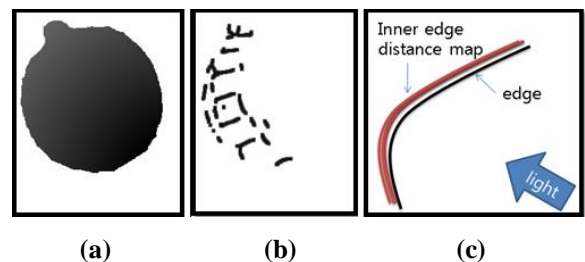 Inner edge
distance map
edge
light
(a)
(b)
(c)